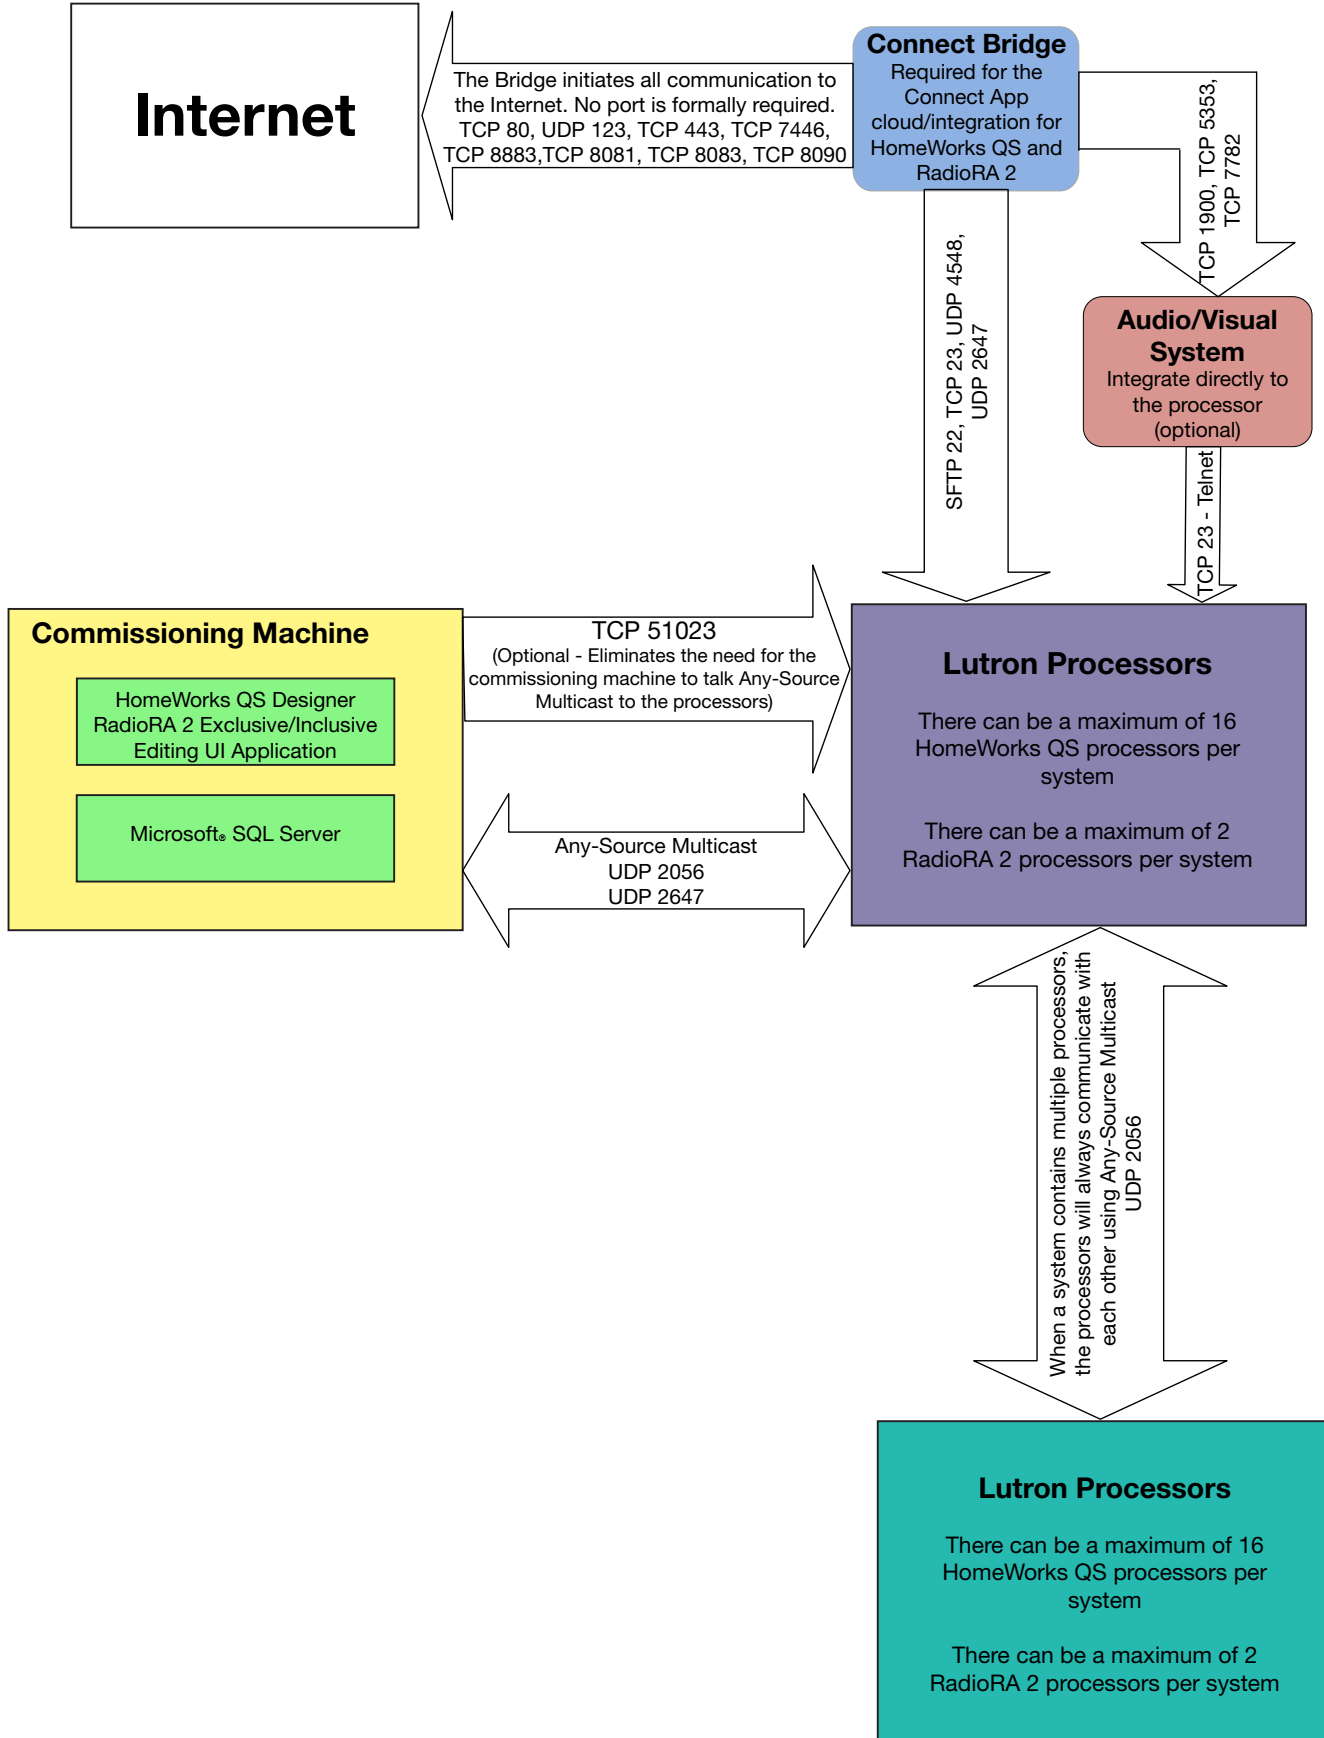 Internet
The Bridge initiates all communication to
the Internet. No port is formally required.
TCP 80, UDP 123, TCP 443, TCP 7446,
TCP 8883,TCP 8081, TCP 8083, TCP 8090
Connect Bridge
Required for the
Connect App
cloud/integration for
HomeWorks QS and
RadioRA 2
TCP 1900, TCP 5353,
TCP 7782
SFTP 22, TCP 23, UDP 4548,
UDP 2647
Audio/Visual
System
Integrate directly to
the processor
(optional)
TCP 23 - Telnet
Commissioning Machine
HomeWorks QS Designer
RadioRA 2 Exclusive/Inclusive
Editing UI Application
Microsoft® SQL Server
TCP 51023
(Optional - Eliminates the need for the
commissioning machine to talk Any-Source
Multicast to the processors)
Any-Source Multicast
UDP 2056
UDP 2647
Lutron Processors
There can be a maximum of 16
HomeWorks QS processors per
system
There can be a maximum of 2
RadioRA 2 processors per system
When a system contains multiple processors,
the processors will always communicate with
each other using Any-Source Multicast
UDP 2056
Lutron Processors
There can be a maximum of 16
HomeWorks QS processors per
system
There can be a maximum of 2
RadioRA 2 processors per system